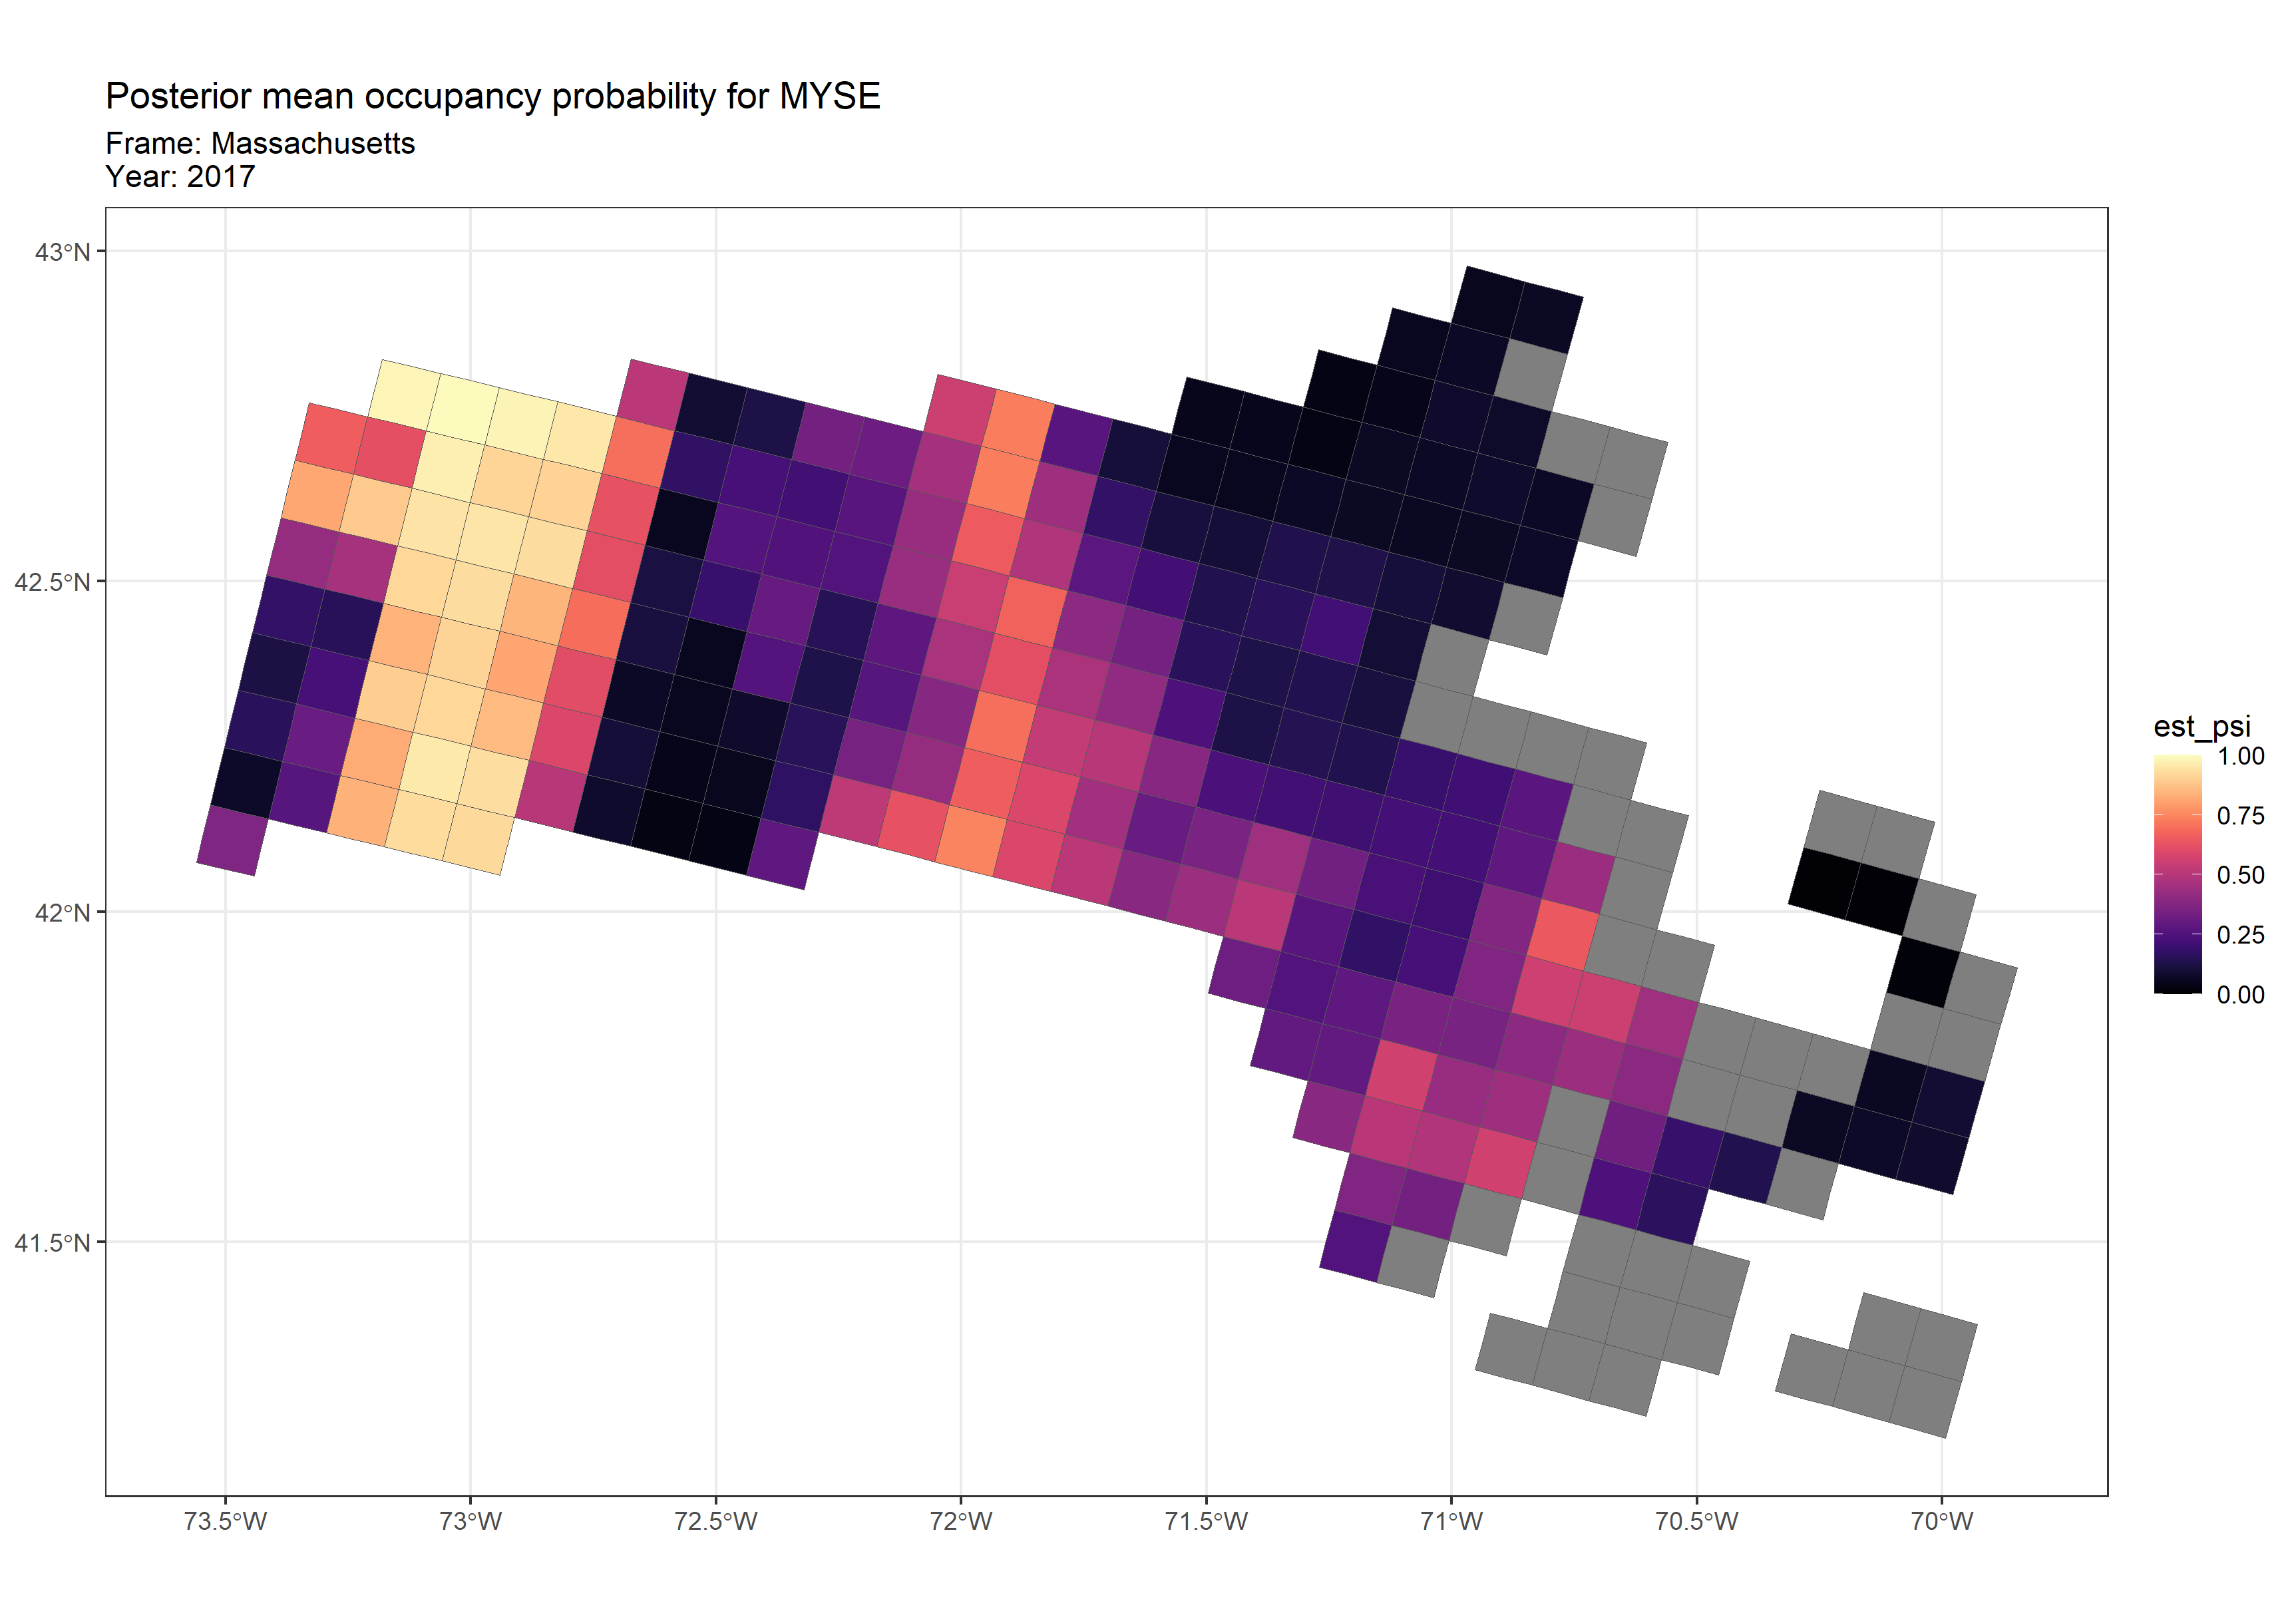 Posterior mean occupancy probability for MYSE
Frame: Massachusetts
Year: 2017
43°N
42.5°N
42°N
41.5°N
73.5°W
73°W
72.5°W
72°W
71.5°W
71°W
70.5°W
70°W
est_psi
1.00
0.75
0.50
0.25
0.00